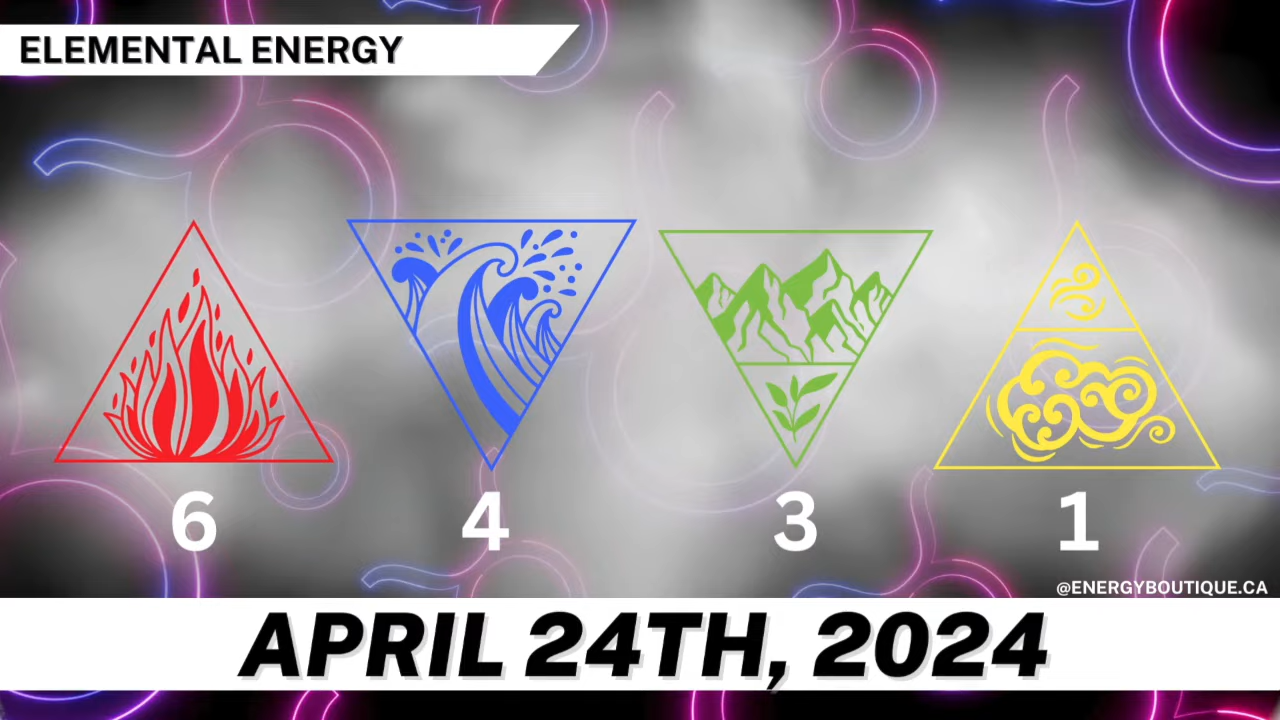 ELEMENTAL ENERGY
6 4 3 1
@ENERGYBOUTIQUE.CA
APRIL 24TH, 2024